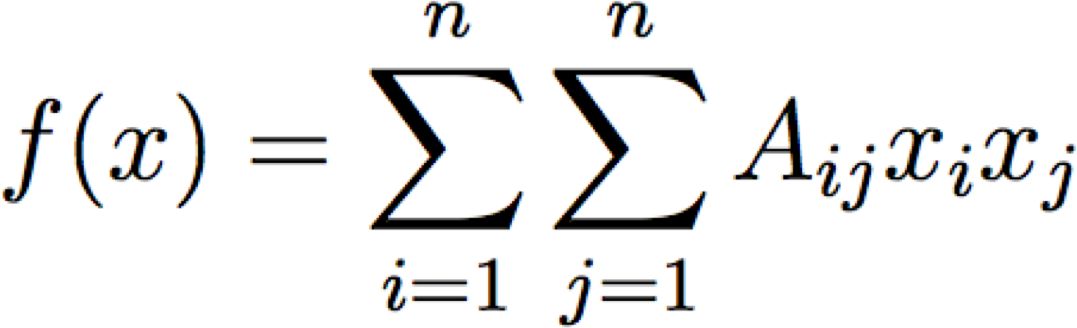 f(x) = \sum_{i=1}^{n} \sum_{j=1}^{n} A_{ij} x_i x_j